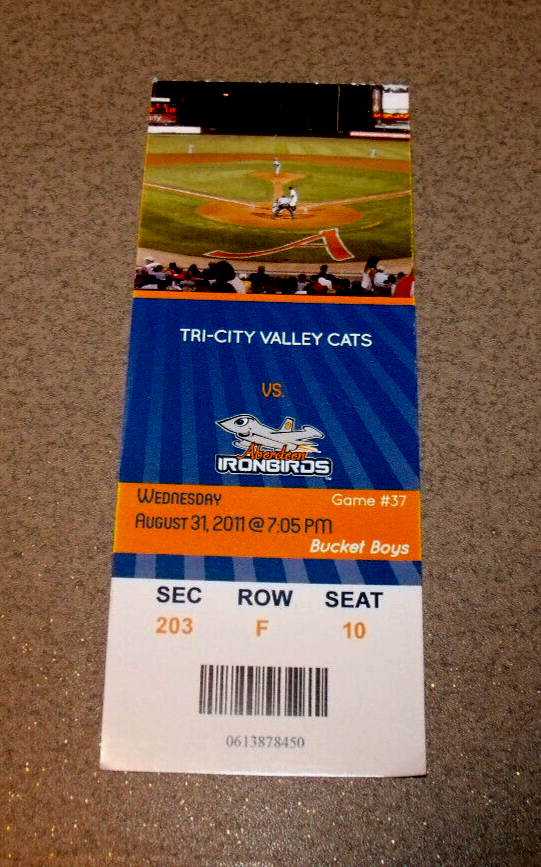 TRI-CITY VALLEY CATS
VS.
Aberdeen
IRONBIRDS
TM
WEDNESDAY
Game #37
AUGUST 31, 2011 @ 7:05 PM
Bucket Boys
SEC ROW SEAT
203 F 10
0613878450